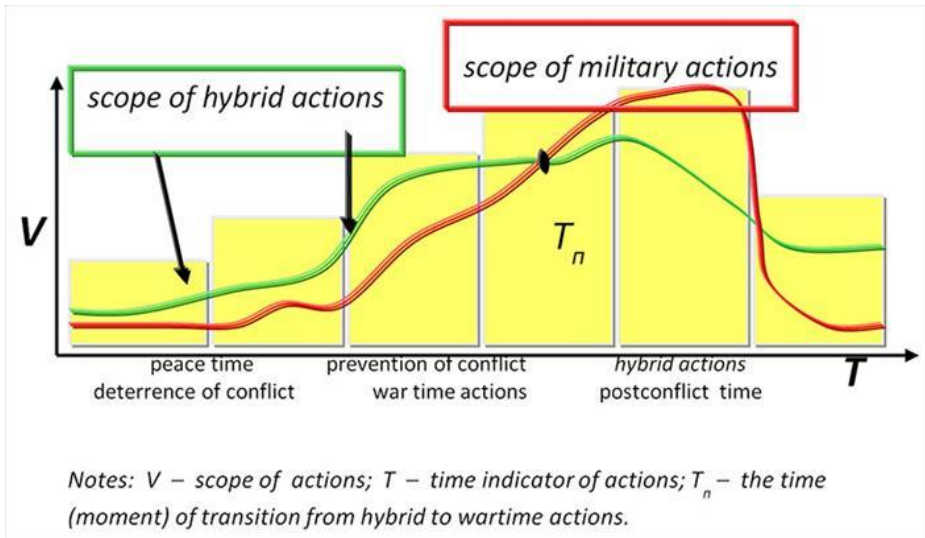 scope of military actions
scope of hybrid actions
V
Tп
peace time
prevention of conflict
hybrid actions
T
deterrence of conflict
war time actions
postconflict time
Notes: V – scope of actions; T – time indicator of actions; Tп – the time
(moment) of transition from hybrid to wartime actions.